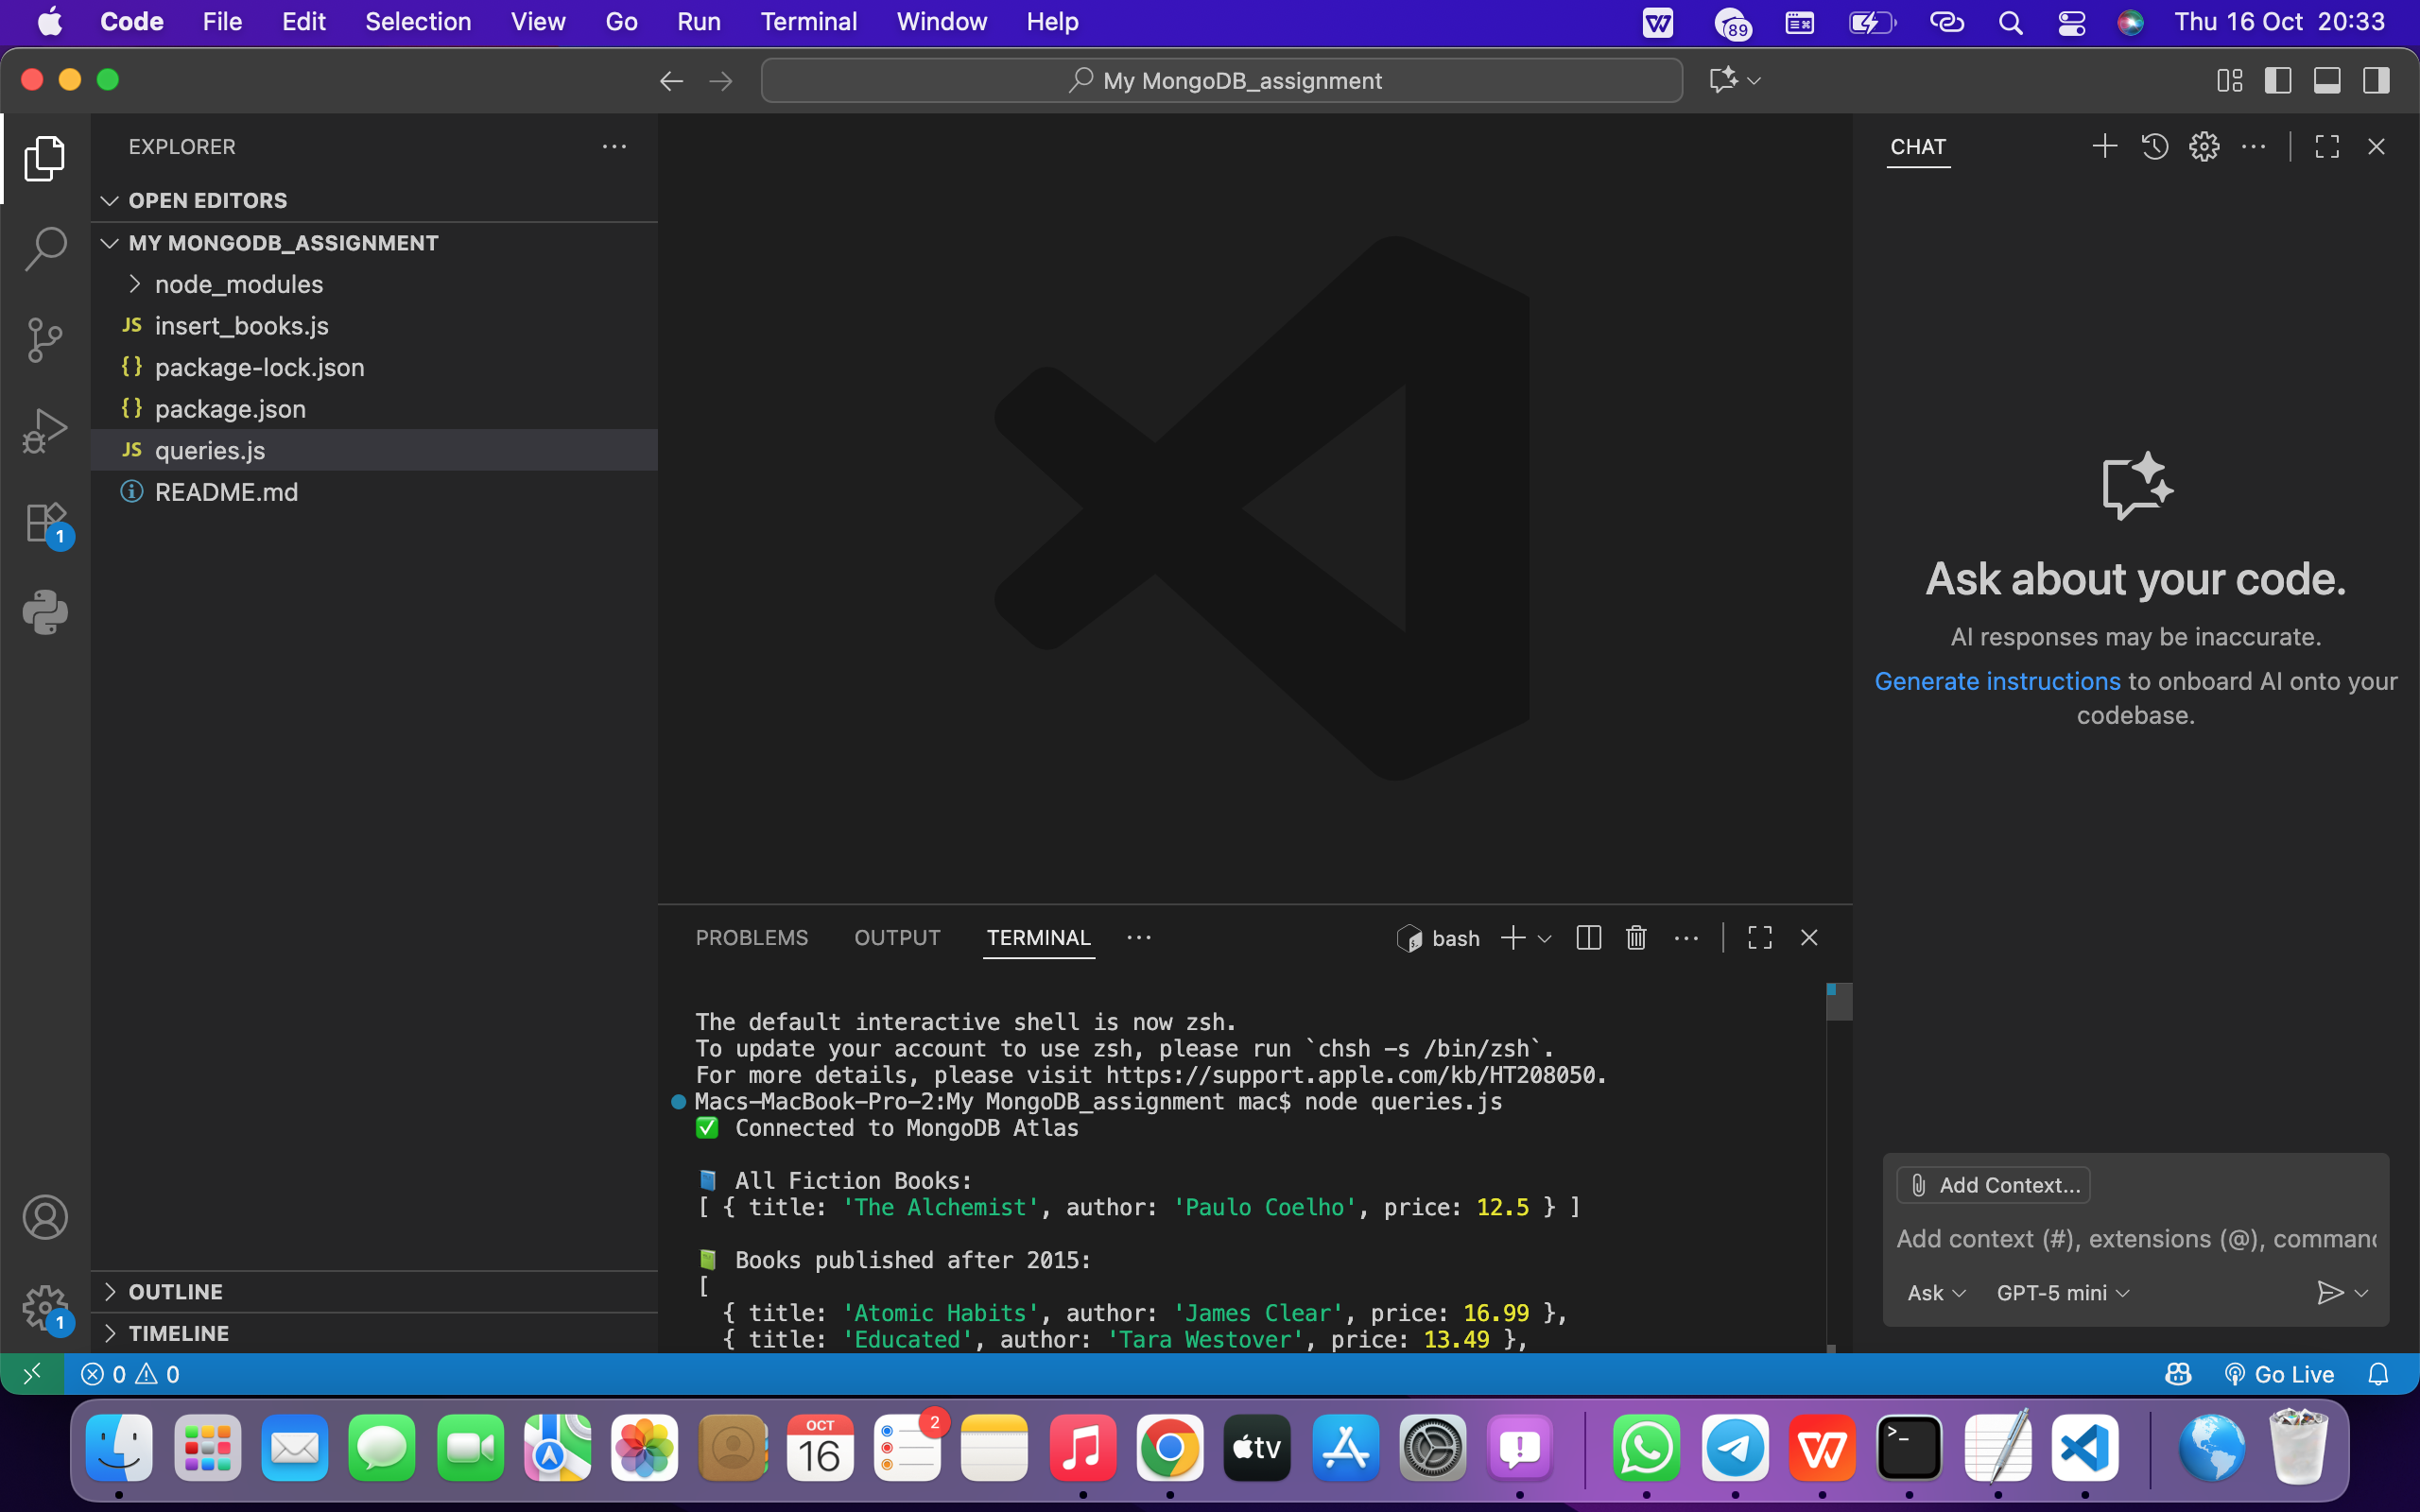 Code File Edit Selection View Go Run Terminal Window Help
89
Thu 16 Oct 20:33
My MongoDB_assignment
EXPLORER
OPEN EDITORS
MY MONGODB_ASSIGNMENT
node_modules
JS insert_books.js
{} package-lock.json
{} package.json
JS queries.js
README.md
1
OUTLINE
1
TIMELINE
PROBLEMS OUTPUT TERMINAL
bash
The default interactive shell is now zsh.
To update your account to use zsh, please run `chsh -s /bin/zsh`.
For more details, please visit https://support.apple.com/kb/HT208050.
Macs-MacBook-Pro-2:My MongoDB_assignment mac$ node queries.js
✅ Connected to MongoDB Atlas
📘 All Fiction Books:
[ { title: 'The Alchemist', author: 'Paulo Coelho', price: 12.5 } ]
📗 Books published after 2015:
[
{ title: 'Atomic Habits', author: 'James Clear', price: 16.99 },
{ title: 'Educated', author: 'Tara Westover', price: 13.49 },
CHAT
Ask about your code.
AI responses may be inaccurate.
Generate instructions to onboard AI onto your
codebase.
Add Context...
Add context (#), extensions (@), comman
Ask GPT-5 mini
0 0
Go Live
OCT
16
2
tv